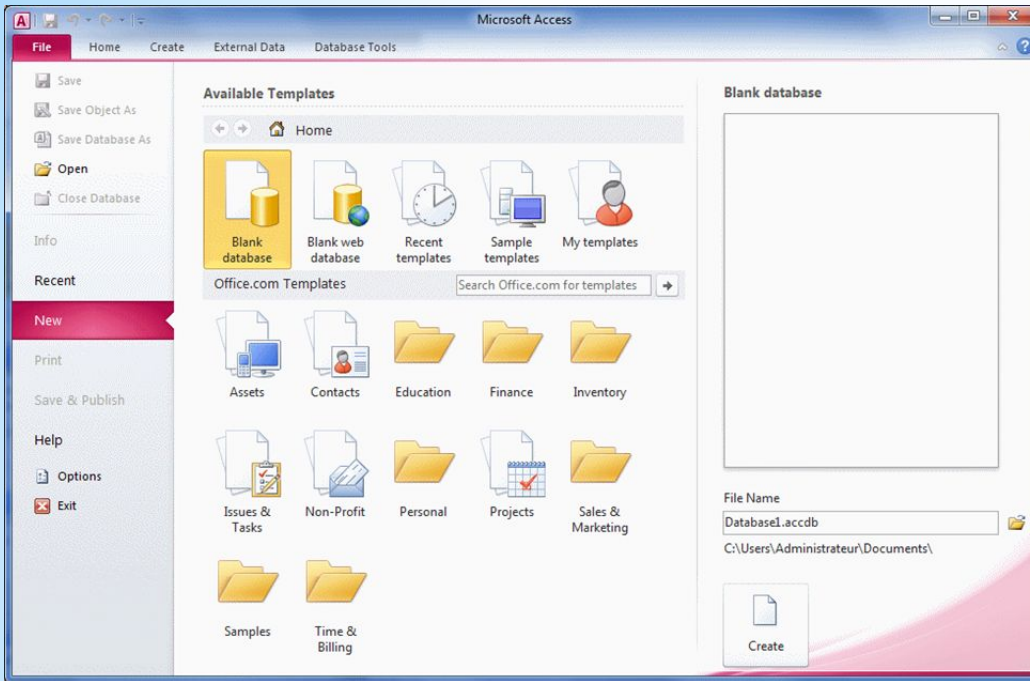 A
Microsoft Access
File Home Create External Data Database Tools
Save
Save Object As
Save Database As
Open
Close Database
Info
Recent
New
Print
Save & Publish
Help
Options
Exit
Available Templates
Home
Blank
database
Blank web
database
Recent
templates
Sample
templates
My templates
Office.com Templates
Search Office.com for templates
Assets
Contacts
Education
Finance
Inventory
Issues &
Tasks
Non-Profit
Personal
Projects
Sales &
Marketing
Samples
Time &
Billing
Blank database
File Name
Database1.accdb
C:\Users\Administrateur\Documents\
Create